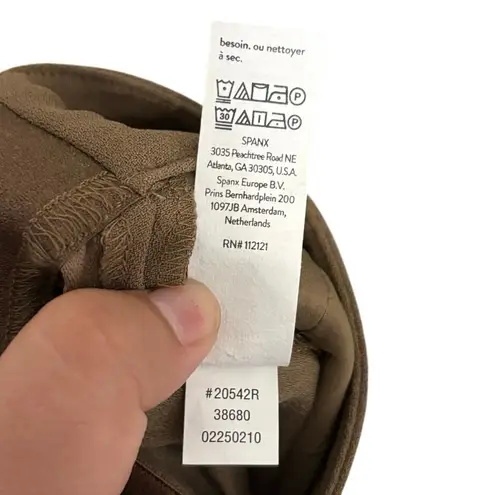 besoin. ou nettoyer
à sec.
P
30 P
SPANX
3035 Peachtree Road NE
Atlanta, GA 30305, U.S.A.
Spanx Europe B.V.
Prins Bernhardplein 200
1097JB Amsterdam,
Netherlands
RN# 112121
#20542R
38680
02250210